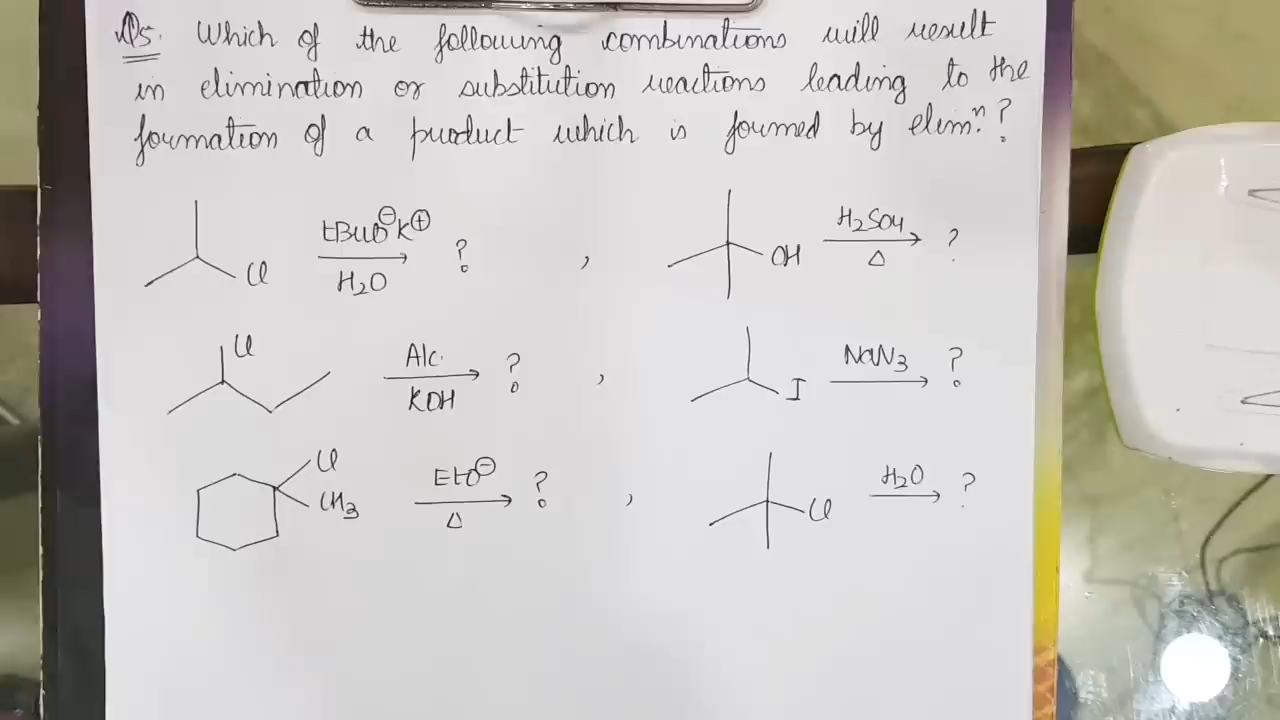 Q5. Which of the following combinations will result
in elimination or substitution reactions leading to the
formation of a product which is formed by elimⁿ.?
Cl tBuO⊖K⊕ H2O ? , OH H2SO4 Δ ?
Cl Alc. KOH ? , I NaN3 ?
Cl CH3 EtO⊖ Δ ? , Cl H2O ?